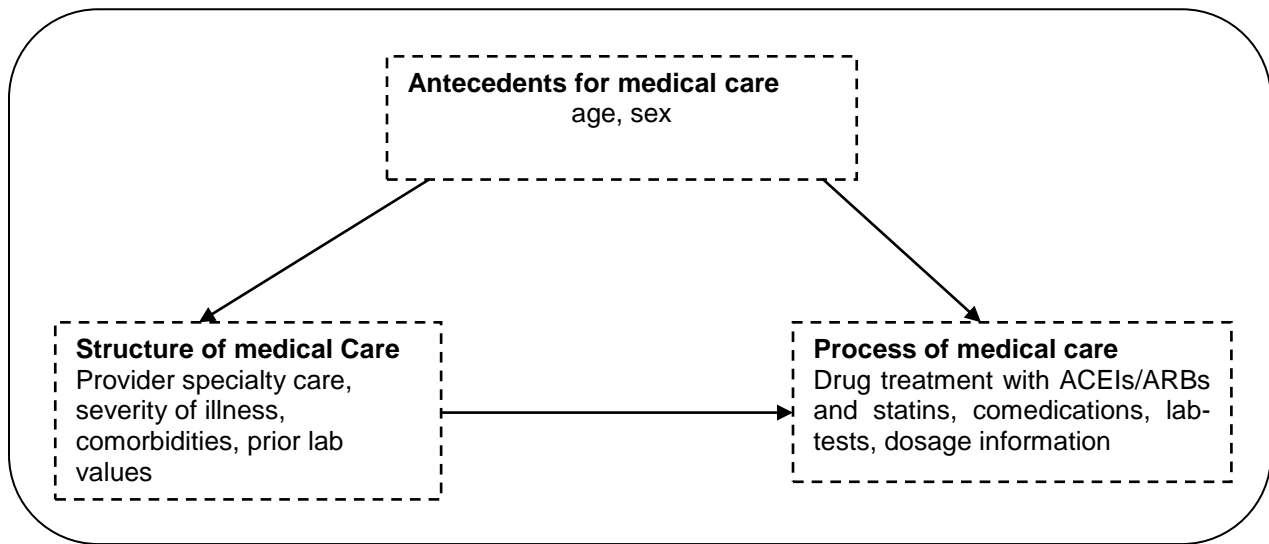 Antecedents for medical care
age, sex
Structure of medical Care
Provider specialty care,
severity of illness,
comorbidities, prior lab
values
Process of medical care
Drug treatment with ACEIs/ARBs
and statins, comedications, lab-
tests, dosage information